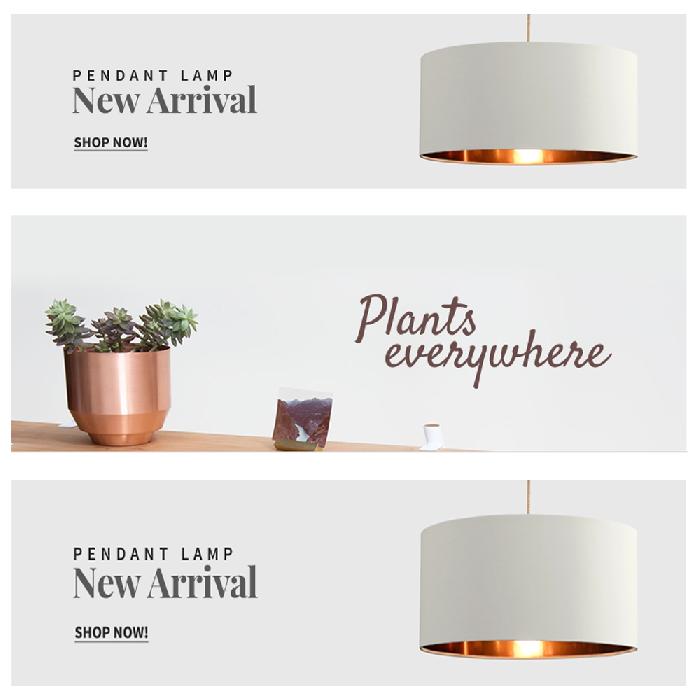 PENDANT LAMP
New Arrival
SHOP NOW!
Plants
everywhere
PENDANT LAMP
New Arrival
SHOP NOW!